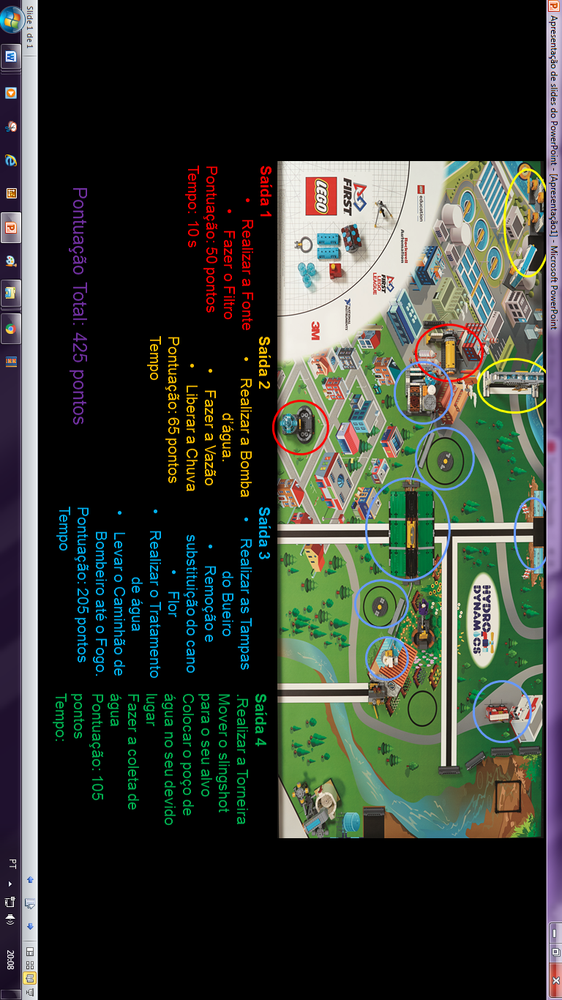 Apresentação de slides do PowerPoint - [Apresentação1] - Microsoft PowerPoint
FIRST
LEGO
LEGO education
Rockwell
Automation
FIRST
LEGO
LEAGUE
NATIONAL
INSTRUMENTS
3M
HYDRO
DYNAMICS
Saída 1
• Realizar a Fonte
• Fazer o Filtro
Pontuação: 50 pontos
Tempo: 10 s
Saída 2
• Realizar a Bomba
d'água.
• Fazer a Vazão
• Liberar a Chuva
Pontuação: 65 pontos
Tempo
Saída 3
• Realizar as Tampas
do Bueiro
• Remoção e
substituição do cano
• Flor
• Realizar o Tratamento
de água
• Levar o Caminhão de
Bombeiro até o Fogo.
Pontuação: 205 pontos
Tempo
Saída 4
.Realizar a Torneira
Mover o slingshot
para o seu alvo
Colocar o poço de
água no seu devido
lugar
Fazer a coleta de
água
Pontuação: 105
pontos
Tempo:
Pontuação Total: 425 pontos
Slide 1 de 1
PT
20:08